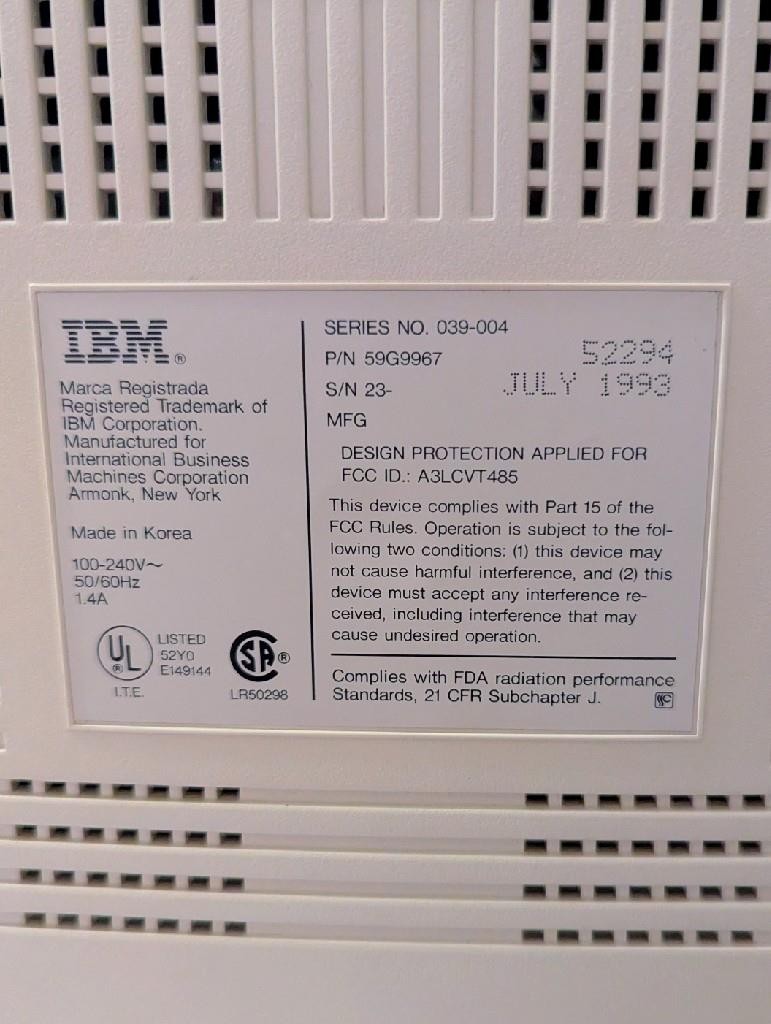 IBM®
Marca Registrada
Registered Trademark of
IBM Corporation.
Manufactured for
International Business
Machines Corporation
Armonk, New York
Made in Korea
100-240V~
50/60Hz
1.4A
UL ®
LISTED
52Y0
E149144
I.T.E.
SA ®
LR50298
SERIES NO. 039-004
P/N 59G9967
52294
S/N 23-
JULY 1993
MFG
DESIGN PROTECTION APPLIED FOR
FCC ID.: A3LCVT485
This device complies with Part 15 of the
FCC Rules. Operation is subject to the fol-
lowing two conditions: (1) this device may
not cause harmful interference, and (2) this
device must accept any interference re-
ceived, including interference that may
cause undesired operation.
Complies with FDA radiation performance
Standards, 21 CFR Subchapter J.